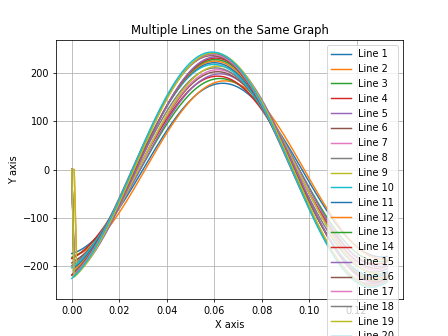 Multiple Lines on the Same Graph
Y axis
200
100
0
−100
−200
0.00
0.02
0.04
0.06
0.08
0.10
X axis
Line 1
Line 2
Line 3
Line 4
Line 5
Line 6
Line 7
Line 8
Line 9
Line 10
Line 11
Line 12
Line 13
Line 14
Line 15
Line 16
Line 17
Line 18
Line 19
Line 20